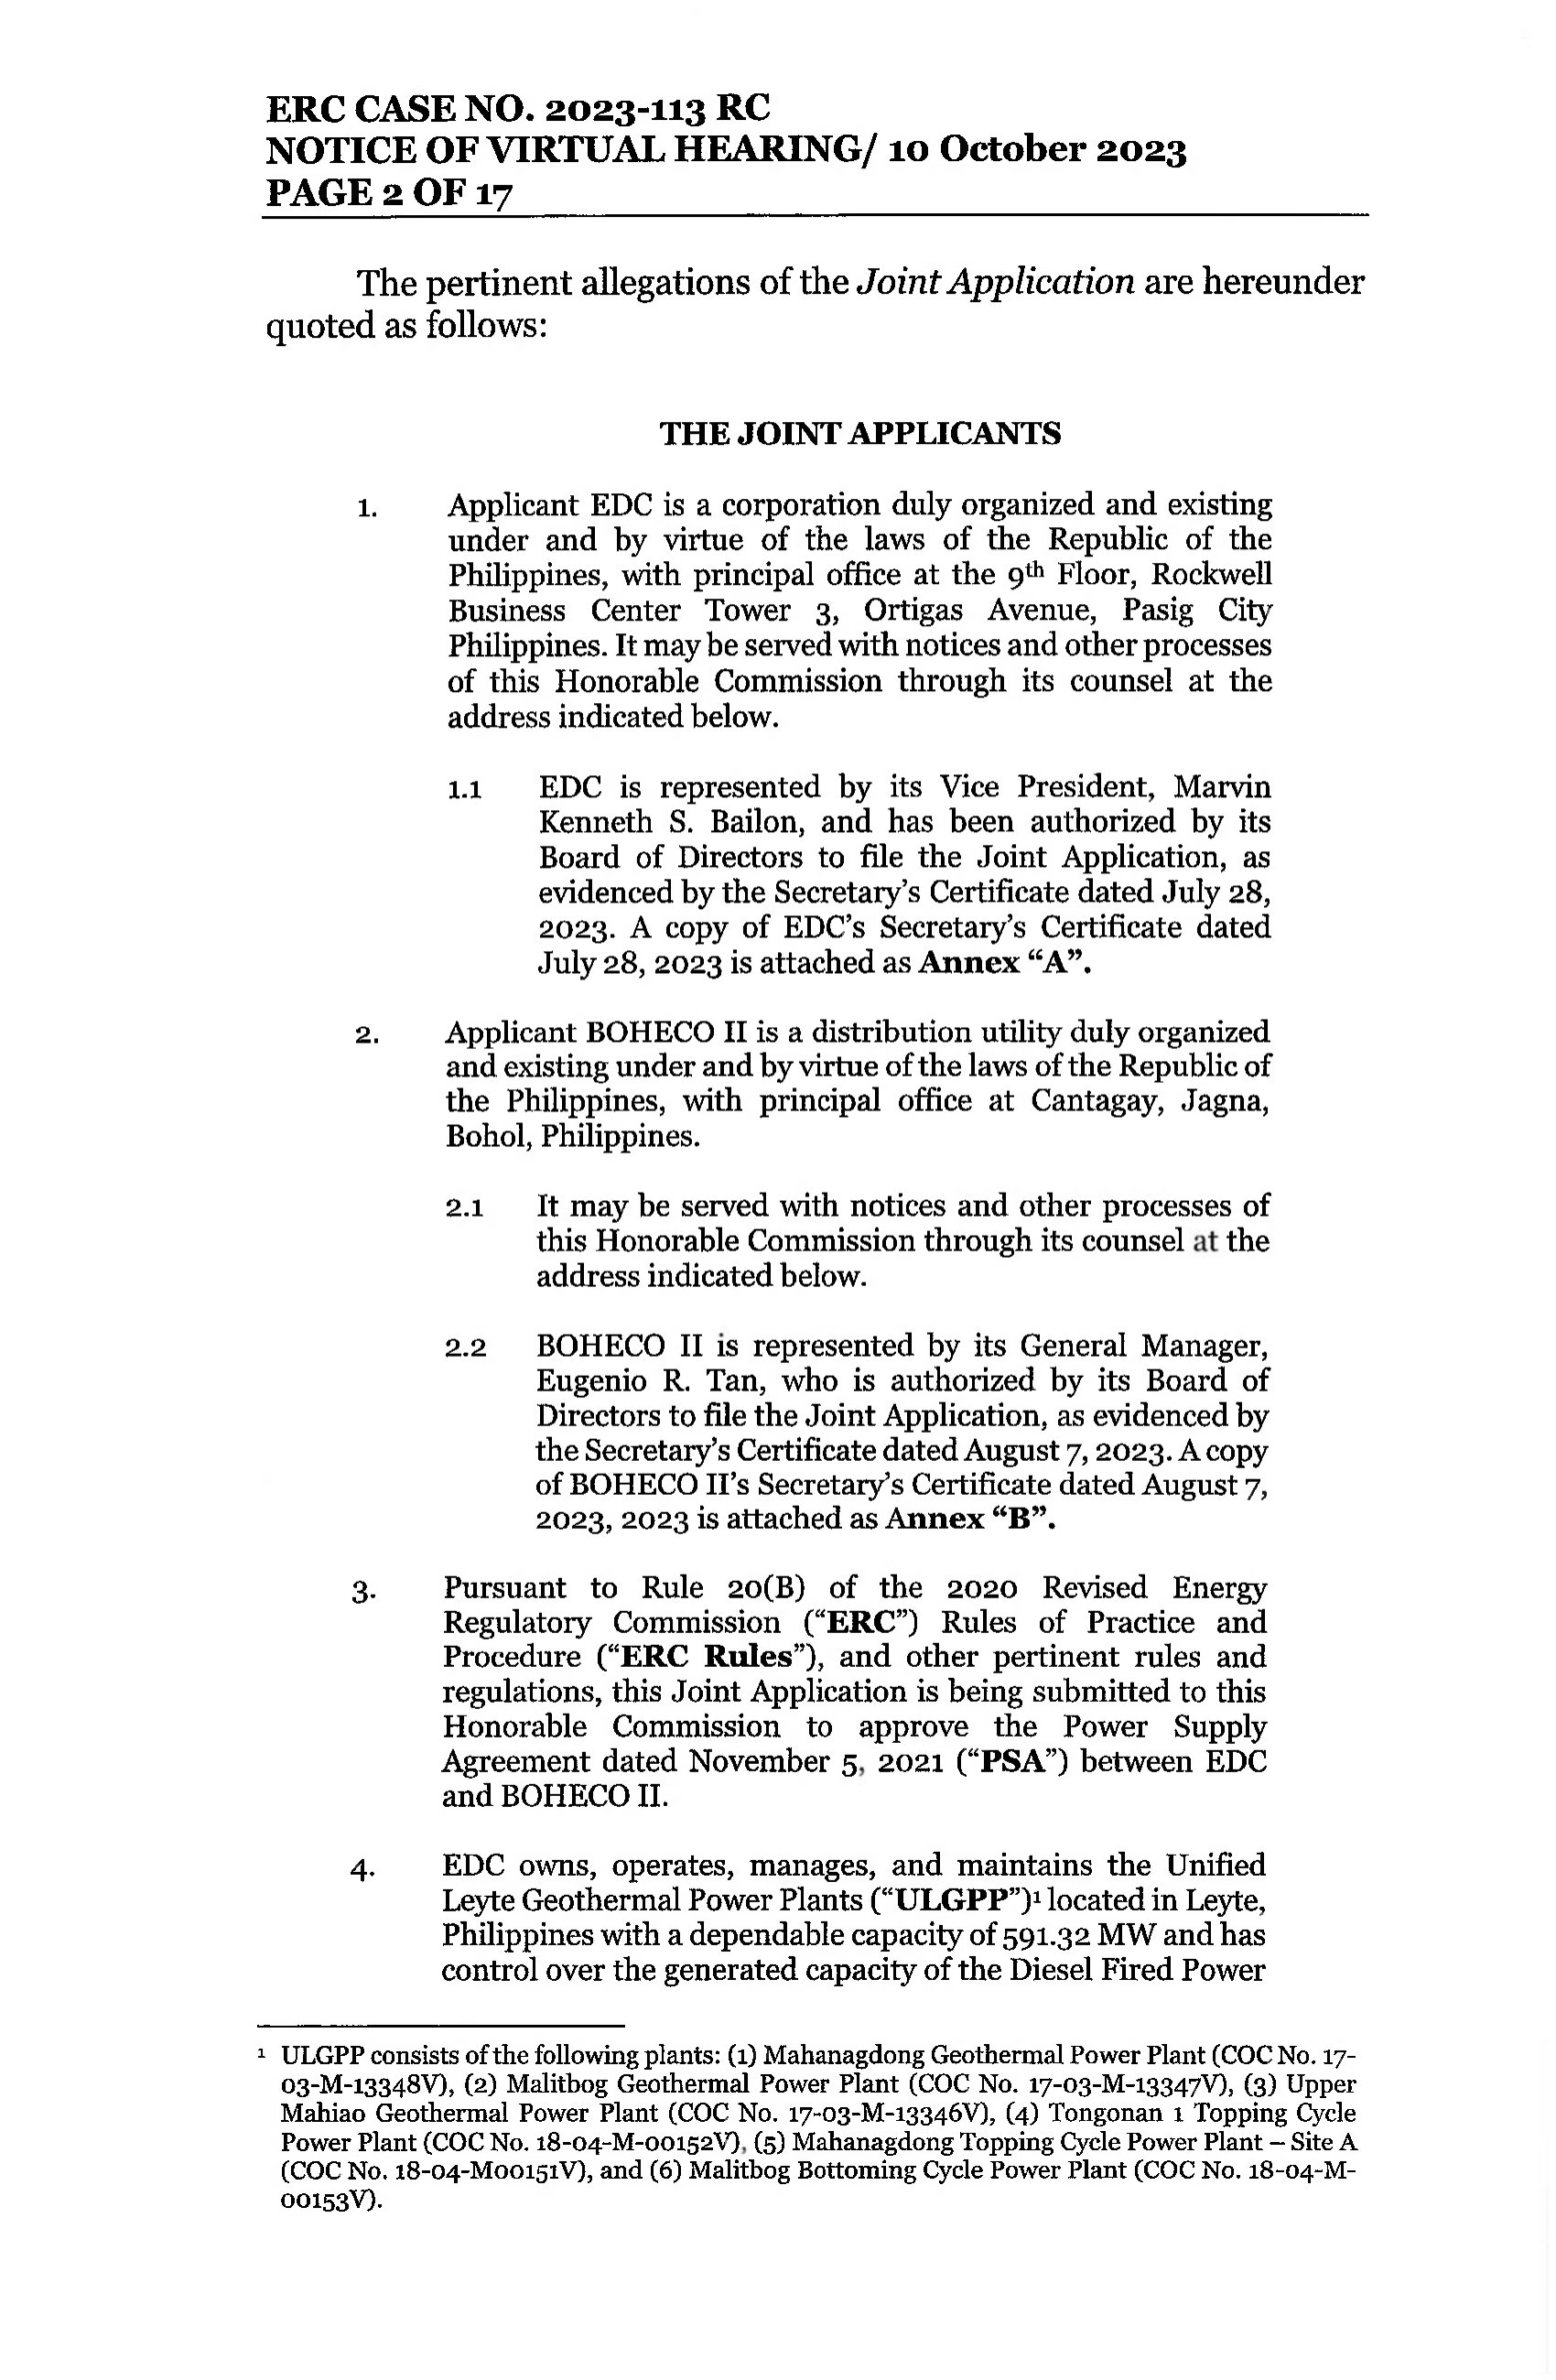 ERC CASE NO. 2023-113 RC
NOTICE OF VIRTUAL HEARING/ 10 October 2023
PAGE 2 OF 17
The pertinent allegations of the Joint Application are hereunder
quoted as follows:
THE JOINT APPLICANTS
1. Applicant EDC is a corporation duly organized and existing
under and by virtue of the laws of the Republic of the
Philippines, with principal office at the 9th Floor, Rockwell
Business Center Tower 3, Ortigas Avenue, Pasig City
Philippines. It may be served with notices and other processes
of this Honorable Commission through its counsel at the
address indicated below.
1.1 EDC is represented by its Vice President, Marvin
Kenneth S. Bailon, and has been authorized by its
Board of Directors to file the Joint Application, as
evidenced by the Secretary's Certificate dated July 28,
2023. A copy of EDC's Secretary's Certificate dated
July 28, 2023 is attached as Annex “A”.
2. Applicant BOHECO II is a distribution utility duly organized
and existing under and by virtue of the laws of the Republic of
the Philippines, with principal office at Cantagay, Jagna,
Bohol, Philippines.
2.1 It may be served with notices and other processes of
this Honorable Commission through its counsel at the
address indicated below.
2.2 BOHECO II is represented by its General Manager,
Eugenio R. Tan, who is authorized by its Board of
Directors to file the Joint Application, as evidenced by
the Secretary's Certificate dated August 7, 2023. A copy
of BOHECO II's Secretary's Certificate dated August 7,
2023, 2023 is attached as Annex “B”.
3. Pursuant to Rule 20(B) of the 2020 Revised Energy
Regulatory Commission (“ERC”) Rules of Practice and
Procedure (“ERC Rules”), and other pertinent rules and
regulations, this Joint Application is being submitted to this
Honorable Commission to approve the Power Supply
Agreement dated November 5, 2021 (“PSA”) between EDC
and BOHECO II.
4. EDC owns, operates, manages, and maintains the Unified
Leyte Geothermal Power Plants (“ULGPP”)1 located in Leyte,
Philippines with a dependable capacity of 591.32 MW and has
control over the generated capacity of the Diesel Fired Power
1 ULGPP consists of the following plants: (1) Mahanagdong Geothermal Power Plant (COC No. 17-
03-M-13348V), (2) Malitbog Geothermal Power Plant (COC No. 17-03-M-13347V), (3) Upper
Mahiao Geothermal Power Plant (COC No. 17-03-M-13346V), (4) Tongonan 1 Topping Cycle
Power Plant (COC No. 18-04-M-00152V), (5) Mahanagdong Topping Cycle Power Plant – Site A
(COC No. 18-04-M00151V), and (6) Malitbog Bottoming Cycle Power Plant (COC No. 18-04-M-
00153V).